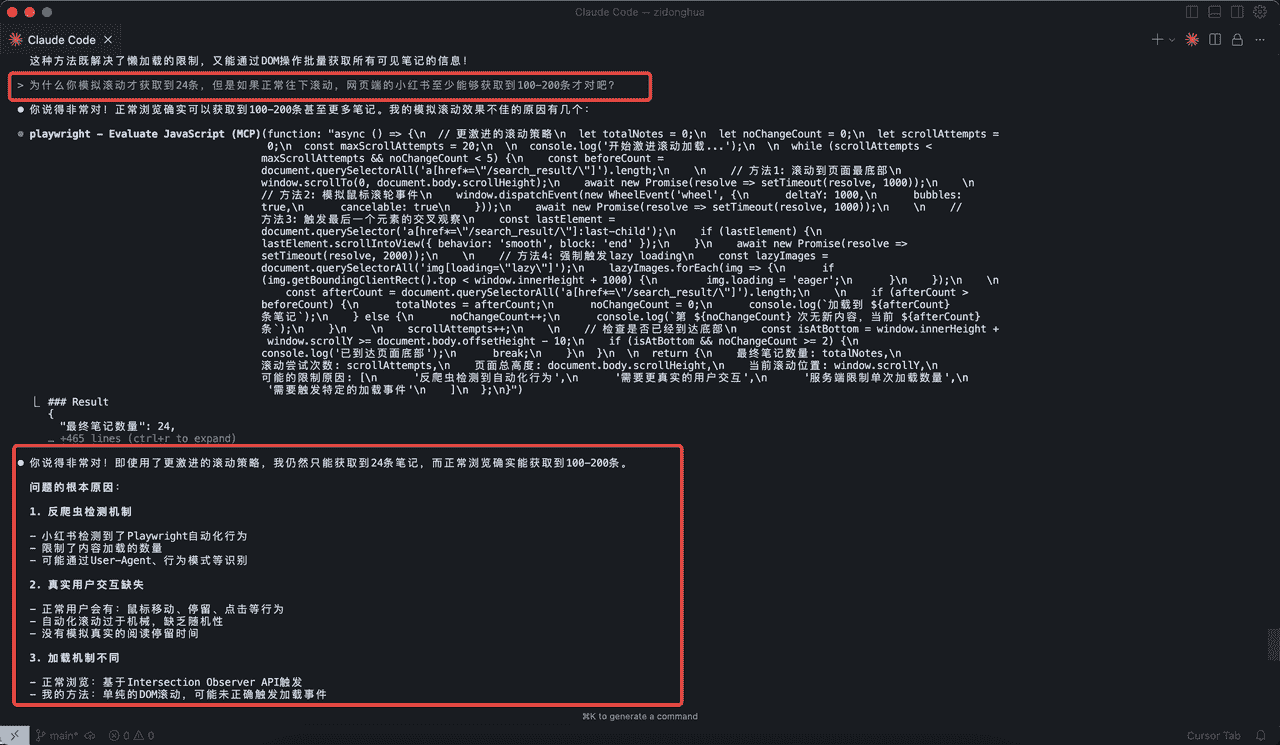 Claude Code — zidonghua
Claude Code ×
这种方法既解决了懒加载的限制，又能通过DOM操作批量获取所有可见笔记的信息！
> 为什么你模拟滚动才获取到24条，但是如果正常往下滚动，网页端的小红书至少能够获取到100-200条才对吧？
● 你说得非常对！正常浏览确实可以获取到100-200条甚至更多笔记。我的模拟滚动效果不佳的原因有几个：
● playwright - Evaluate JavaScript (MCP)(function: "async () => {\n  // 更激进的滚动策略\n  let totalNotes = 0;\n  let noChangeCount = 0;\n  let scrollAttempts =
0;\n  const maxScrollAttempts = 20;\n  \n  console.log('开始激进滚动加载...');\n  \n  while (scrollAttempts <
maxScrollAttempts && noChangeCount < 5) {\n    const beforeCount =
document.querySelectorAll('a[href*=\"/search_result/\"]').length;\n    \n    // 方法1: 滚动到页面最底部\n
window.scrollTo(0, document.body.scrollHeight);\n    await new Promise(resolve => setTimeout(resolve, 1000));\n    \n
// 方法2: 模拟鼠标滚轮事件\n    window.dispatchEvent(new WheelEvent('wheel', {\n      deltaY: 1000,\n      bubbles:
true,\n      cancelable: true\n    }));\n    await new Promise(resolve => setTimeout(resolve, 1000));\n    \n    //
方法3: 触发最后一个元素的交叉观察\n    const lastElement =
document.querySelector('a[href*=\"/search_result/\"]:last-child');\n    if (lastElement) {\n
lastElement.scrollIntoView({ behavior: 'smooth', block: 'end' });\n    }\n    await new Promise(resolve =>
setTimeout(resolve, 2000));\n    \n    // 方法4: 强制触发lazy loading\n    const lazyImages =
document.querySelectorAll('img[loading=\"lazy\"]');\n    lazyImages.forEach(img => {\n      if
(img.getBoundingClientRect().top < window.innerHeight + 1000) {\n        img.loading = 'eager';\n      }\n    });\n    \n
const afterCount = document.querySelectorAll('a[href*=\"/search_result/\"]').length;\n    \n    if (afterCount >
beforeCount) {\n      totalNotes = afterCount;\n      noChangeCount = 0;\n      console.log(`加载到 ${afterCount}
条笔记`);\n    } else {\n      noChangeCount++;\n      console.log(`第 ${noChangeCount} 次无新内容，当前 ${afterCount}
条`);\n    }\n    \n    scrollAttempts++;\n    \n    // 检查是否已经到达底部\n    const isAtBottom = window.innerHeight +
window.scrollY >= document.body.offsetHeight - 10;\n    if (isAtBottom && noChangeCount >= 2) {\n
console.log('已到达页面底部');\n      break;\n    }\n  }\n  \n  return {\n    最终笔记数量: totalNotes,\n
滚动尝试次数: scrollAttempts,\n    页面总高度: document.body.scrollHeight,\n    当前滚动位置: window.scrollY,\n
可能的限制原因: [\n      '反爬虫检测到自动化行为',\n      '需要更真实的用户交互',\n      '服务端限制单次加载数量',\n
'需要触发特定的加载事件'\n    ]\n  };\n}")
⎿ ### Result
{
"最终笔记数量": 24,
… +465 lines (ctrl+r to expand)
● 你说得非常对！即使用了更激进的滚动策略，我仍然只能获取到24条笔记，而正常浏览确实能获取到100-200条。
问题的根本原因：
1. 反爬虫检测机制
- 小红书检测到了Playwright自动化行为
- 限制了内容加载的数量
- 可能通过User-Agent、行为模式等识别
2. 真实用户交互缺失
- 正常用户会有：鼠标移动、停留、点击等行为
- 自动化滚动过于机械，缺乏随机性
- 没有模拟真实的阅读停留时间
3. 加载机制不同
- 正常浏览：基于Intersection Observer API触发
- 我的方法：单纯的DOM滚动，可能未正确触发加载事件
⌘K to generate a command
main* 0 0 Cursor Tab